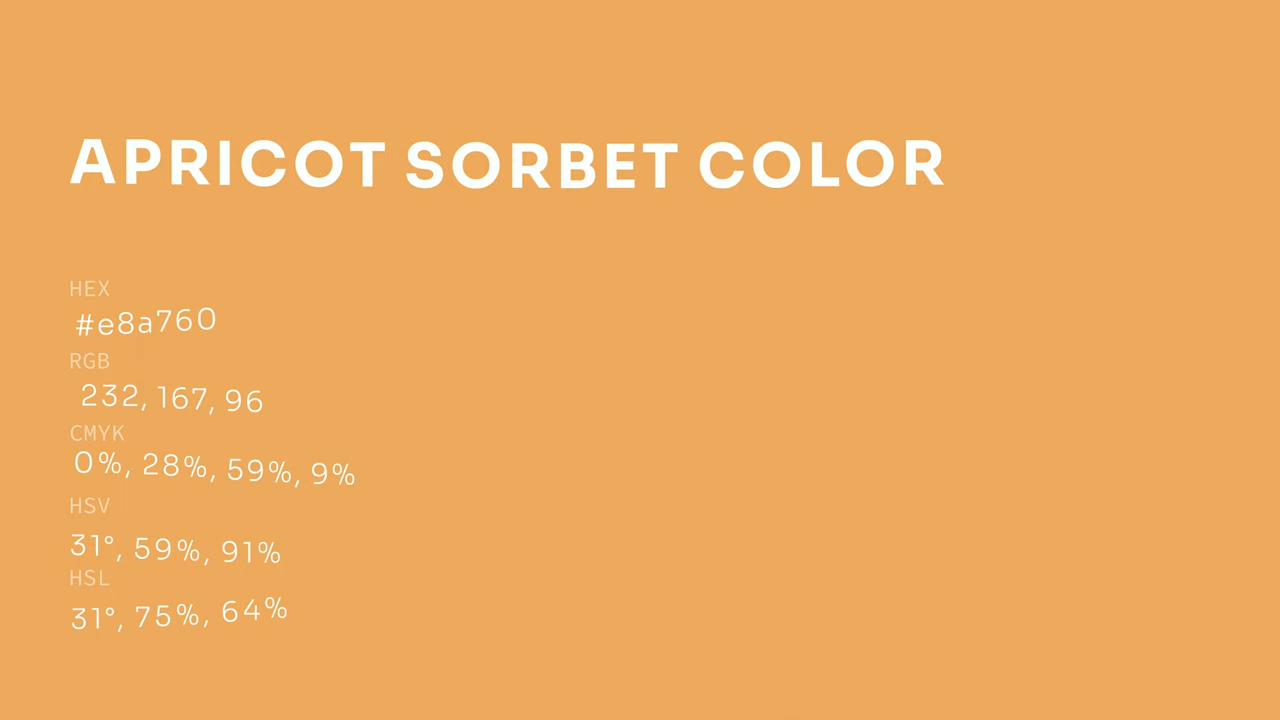 APRICOT SORBET COLOR
HEX
#e8a760
RGB
232, 167, 96
CMYK
0%, 28%, 59%, 9%
HSV
31°, 59%, 91%
HSL
31°, 75%, 64%